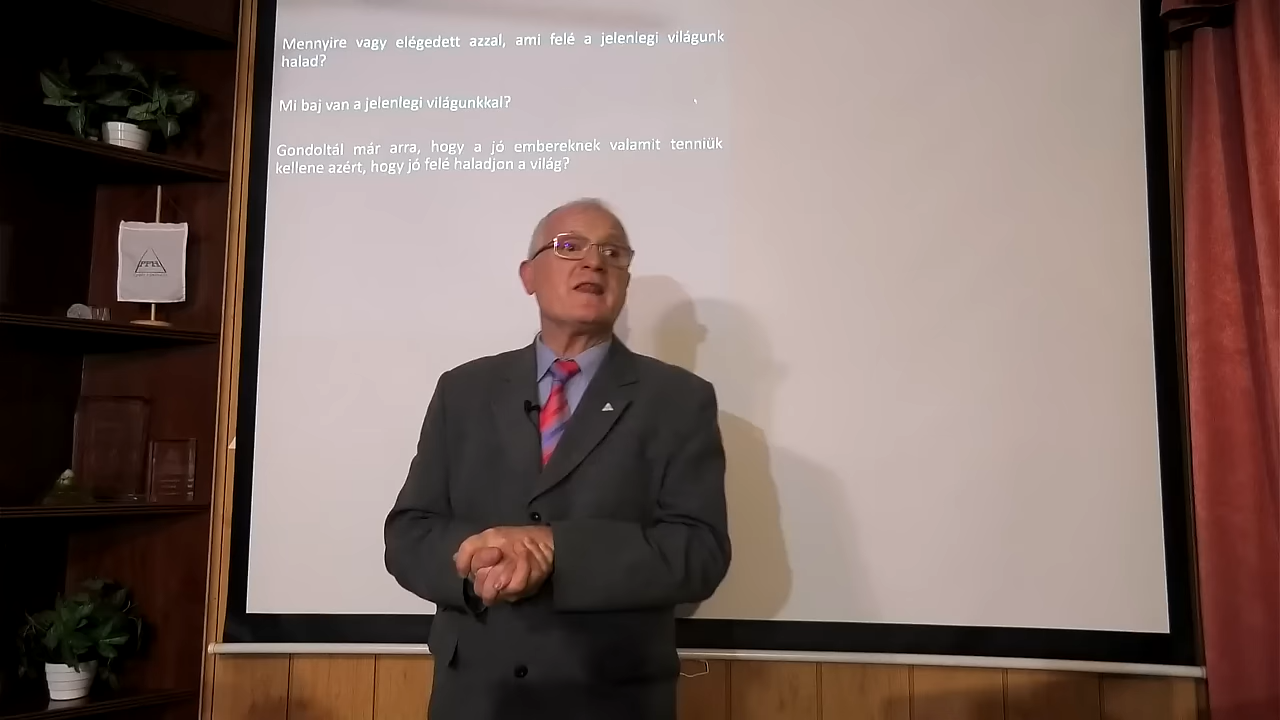 Mennyire vagy elégedett azzal, ami felé a jelenlegi világunk
halad?
Mi baj van a jelenlegi világunkkal?
Gondoltál már arra, hogy a jó embereknek valamit tenniük
kellene azért, hogy jó felé haladjon a világ?